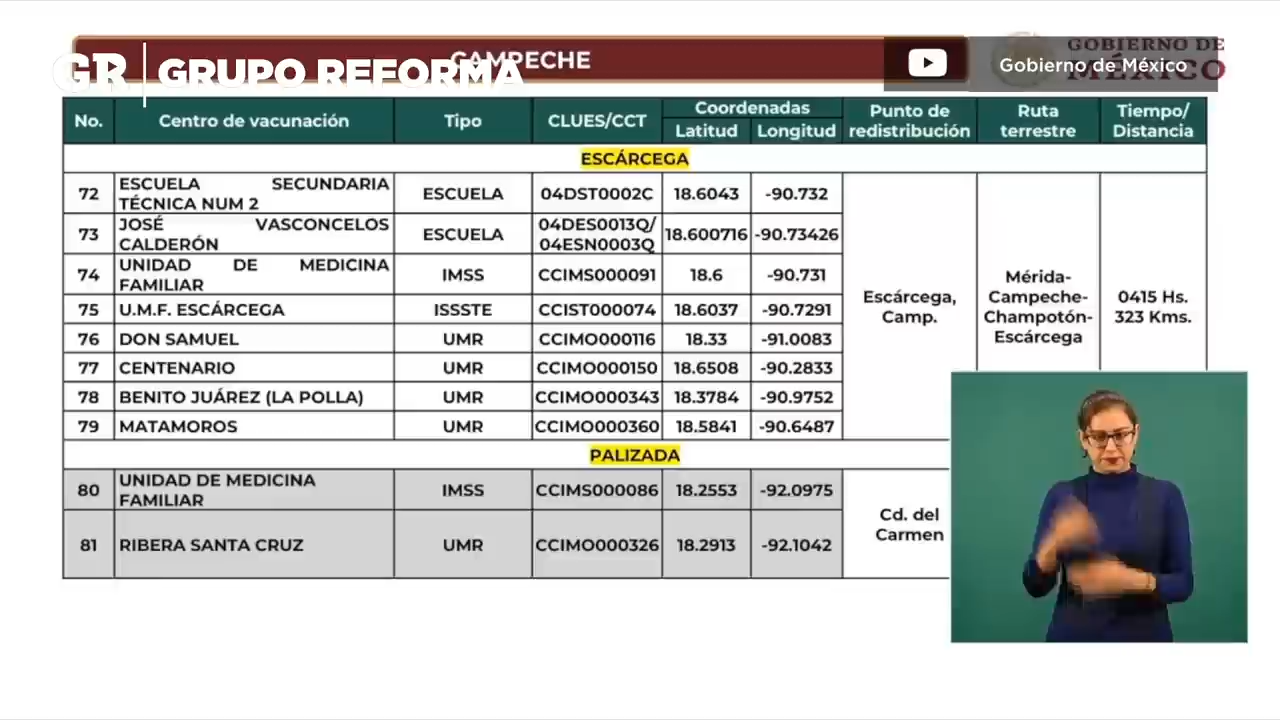 CAMPECHE
GR GRUPO REFORMA
GOBIERNO DE
MÉXICO
Gobierno de México
No. Centro de vacunación Tipo CLUES/CCT Coordenadas Latitud Longitud Punto de redistribución Ruta terrestre Tiempo/ Distancia
ESCÁRCEGA
72 ESCUELA SECUNDARIA TÉCNICA NUM 2 ESCUELA 04DST0002C 18.6043 -90.732
73 JOSÉ VASCONCELOS CALDERÓN ESCUELA 04DES0013Q/ 04ESN0003Q 18.600716 -90.73426
74 UNIDAD DE MEDICINA FAMILIAR IMSS CCIMS000091 18.6 -90.731
75 U.M.F. ESCÁRCEGA ISSSTE CCIST000074 18.6037 -90.7291
76 DON SAMUEL UMR CCIMO000116 18.33 -91.0083
77 CENTENARIO UMR CCIMO000150 18.6508 -90.2833
78 BENITO JUÁREZ (LA POLLA) UMR CCIMO000343 18.3784 -90.9752
79 MATAMOROS UMR CCIMO000360 18.5841 -90.6487
Escárcega,
Camp.
Mérida-
Campeche-
Champotón-
Escárcega
0415 Hs.
323 Kms.
PALIZADA
80 UNIDAD DE MEDICINA FAMILIAR IMSS CCIMS000086 18.2553 -92.0975
81 RIBERA SANTA CRUZ UMR CCIMO000326 18.2913 -92.1042
Cd. del
Carmen